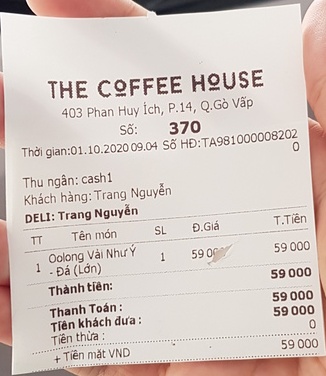 THE COFFEE HOUSE
403 Phan Huy Ích, P.14, Q.Gò Vấp
Số: 370
Thời gian:01.10.2020 09.04 Số HĐ:TA981000008202
0
Thu ngân: cash1
Khách hàng: Trang Nguyễn
DELI: Trang Nguyễn
TT Tên món SL Đ.Giá T.Tiền
1 Oolong Vải Như Ý 1 59 000
- Đá (Lớn)
Thành tiền: 59 000
Thanh Toán : 59 000
Tiền khách đưa : 59 000
Tiền thừa : 0
+ Tiền mặt VND 59 000